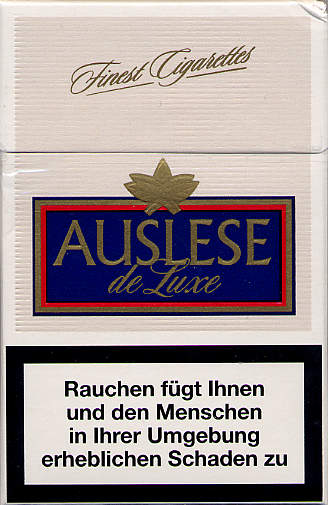 Finest Cigarettes
AUSLESE
de Luxe
Rauchen fügt Ihnen
und den Menschen
in Ihrer Umgebung
erheblichen Schaden zu